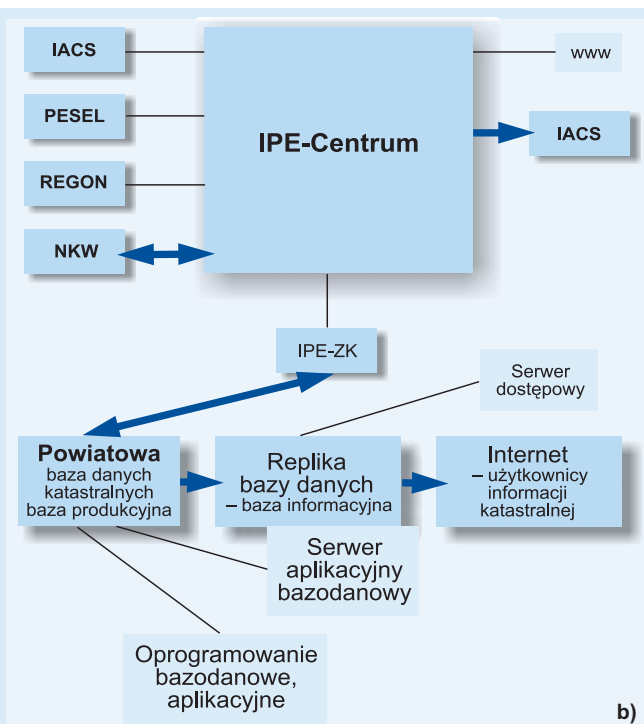 IACS
www
PESEL
IPE-Centrum
IACS
REGON
NKW
IPE-ZK
Serwer
dostępowy
Powiatowa
baza danych
katastralnych
baza produkcyjna
Replika
bazy danych
– baza informacyjna
Internet
– użytkownicy
informacji
katastralnej
Serwer
aplikacyjny
bazodanowy
Oprogramowanie
bazodanowe,
aplikacyjne
b)